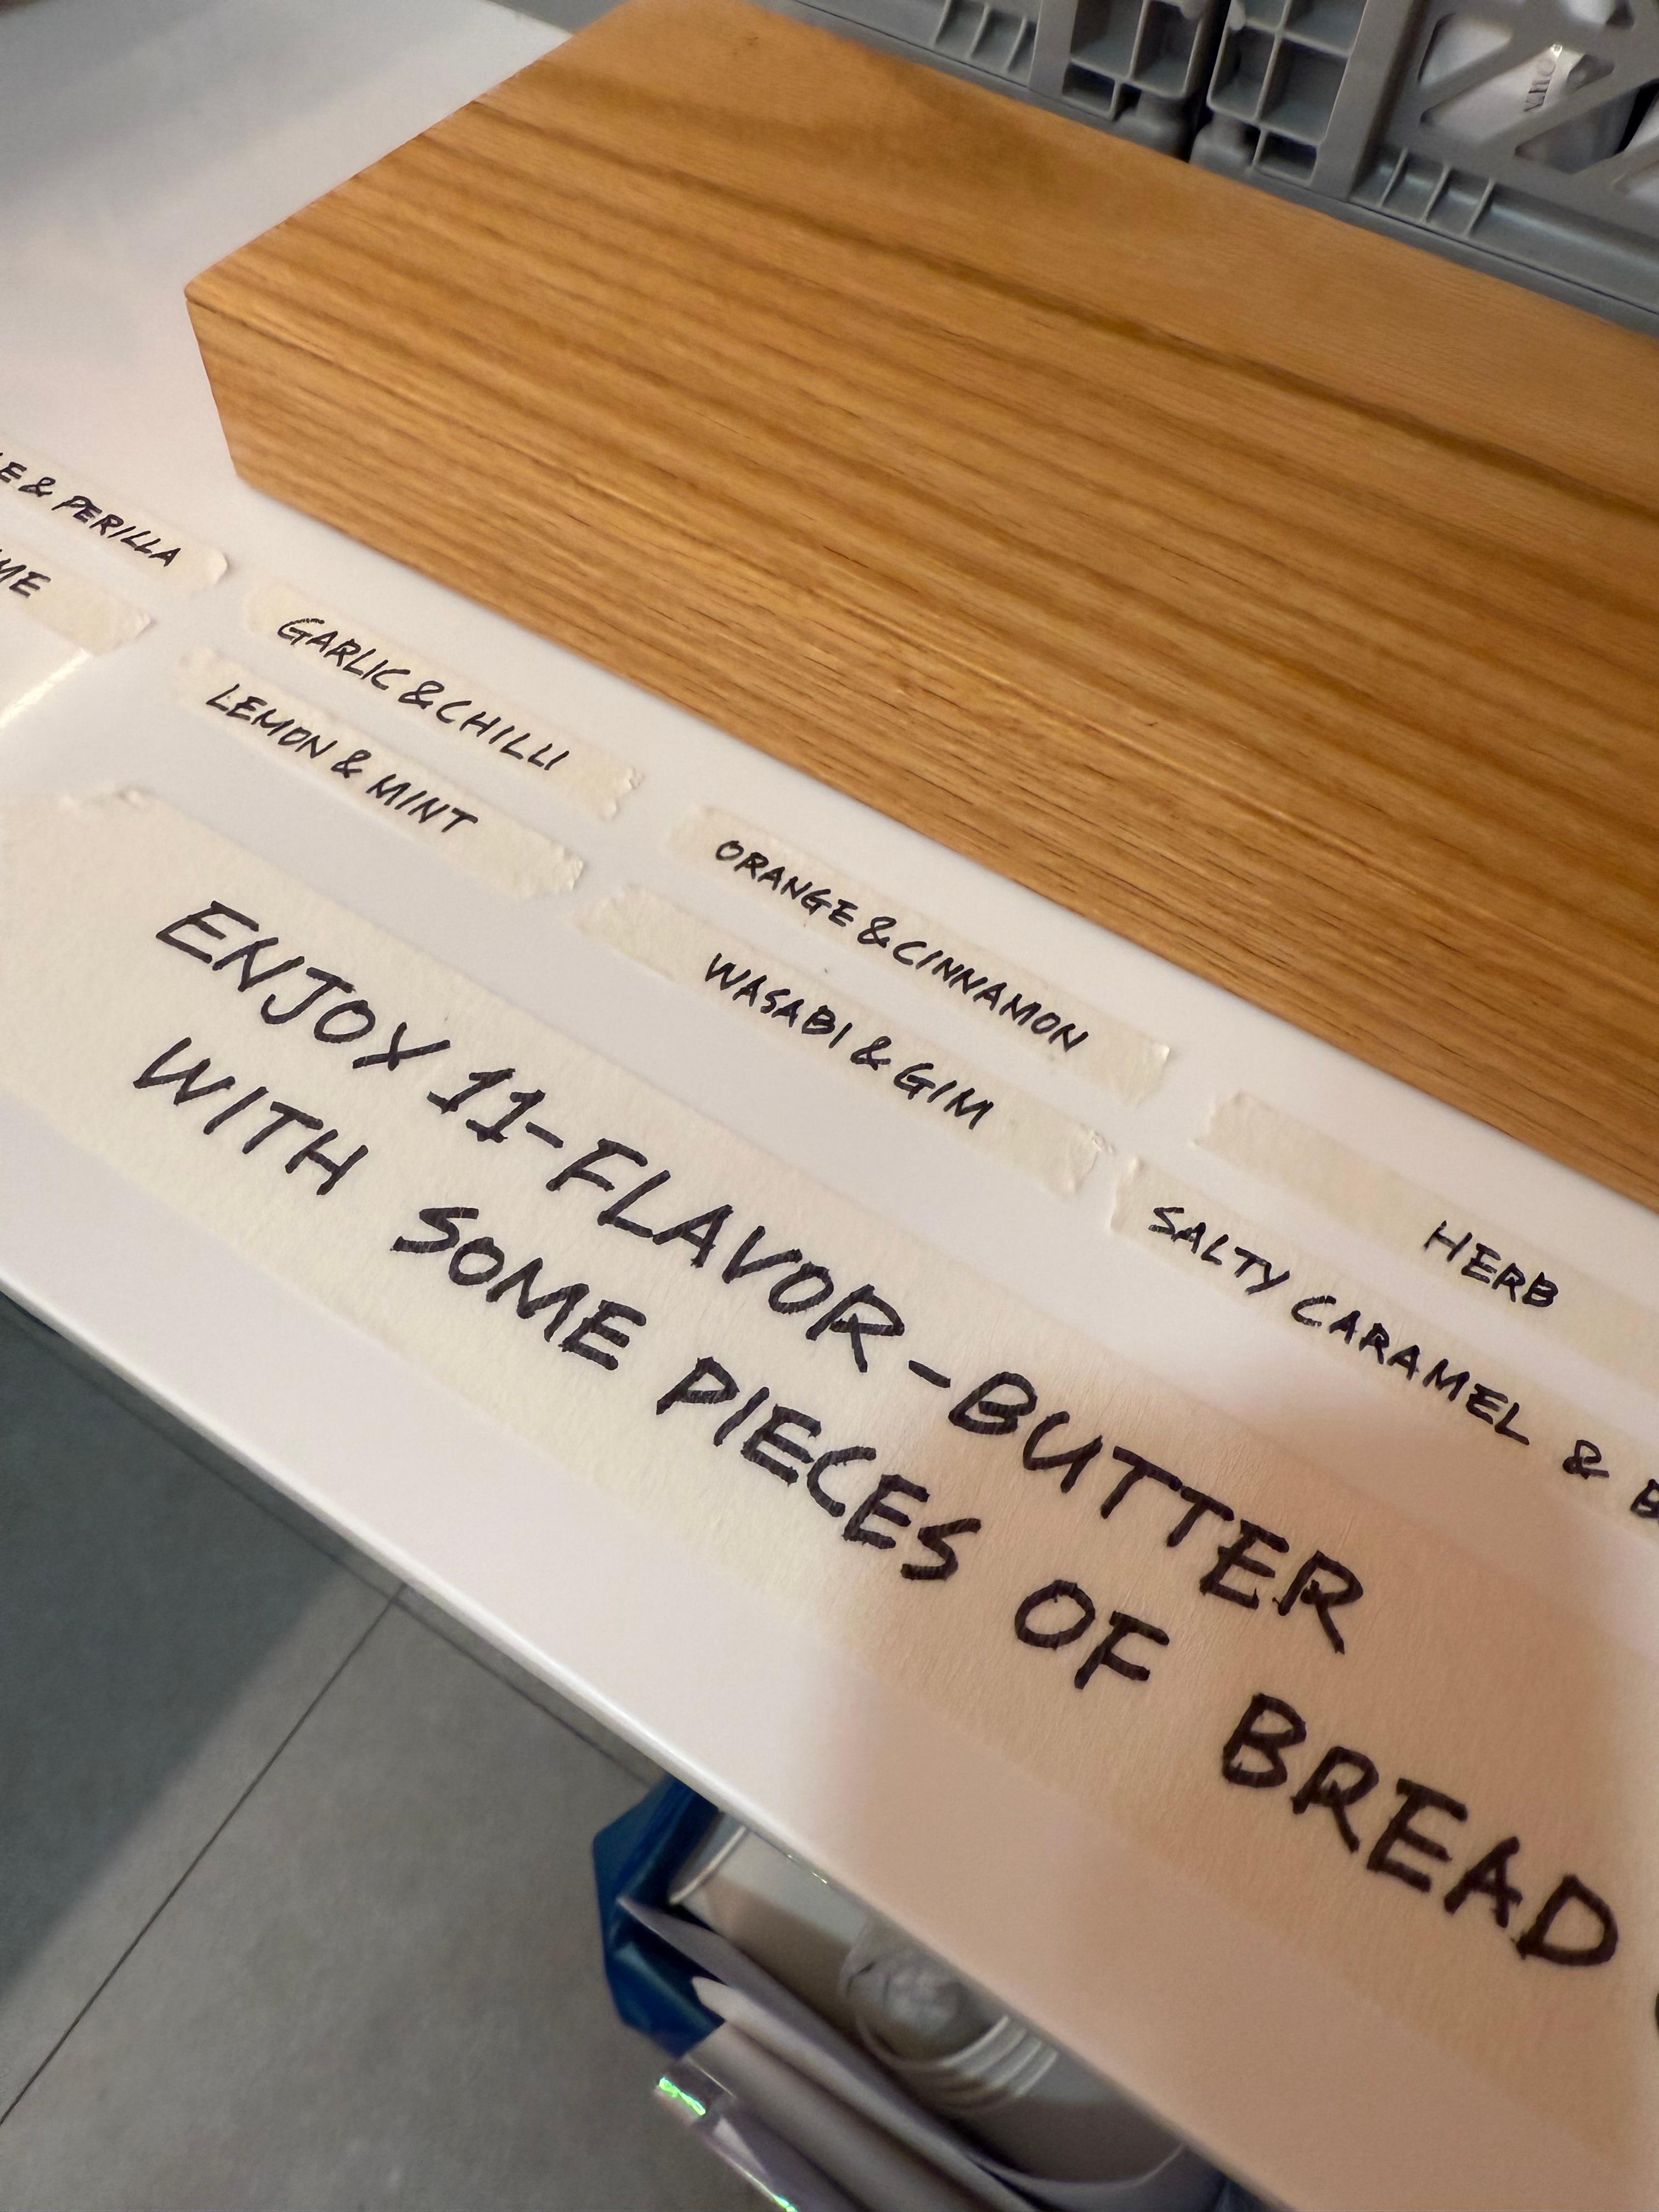 & PERILLA
GARLIC & CHILLI
ORANGE & CINNAMON
HERB
LEMON & MINT
WASABI & GIM
SALTY CARAMEL &
ENJOY 11-FLAVOR-BUTTER
WITH SOME PIECES OF BREAD